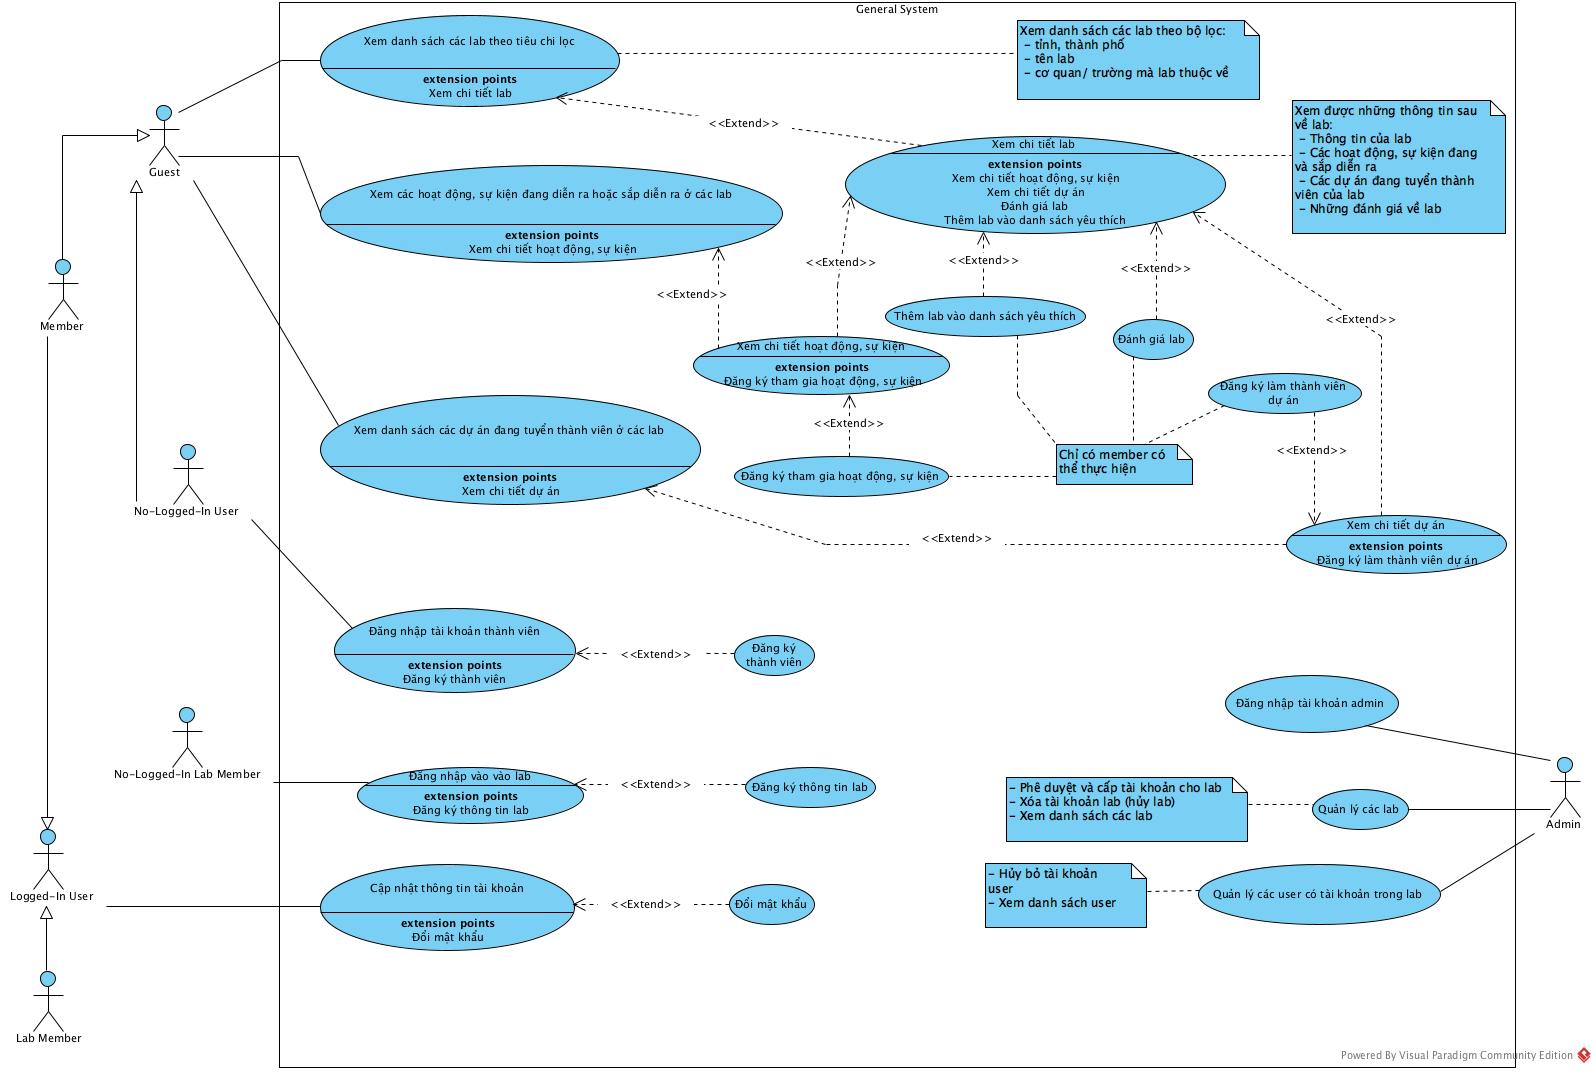 General System
Xem danh sách các lab theo tiêu chi lọc
extension points
Xem chi tiết lab
Xem danh sách các lab theo bộ lọc:
- tỉnh, thành phố
- tên lab
- cơ quan/ trường mà lab thuộc về
<<Extend>>
Xem được những thông tin sau
về lab:
- Thông tin của lab
- Các hoạt động, sự kiện đang
và sắp diễn ra
- Các dự án đang tuyển thành
viên của lab
- Những đánh giá về lab
Xem chi tiết lab
extension points
Xem chi tiết hoạt động, sự kiện
Xem chi tiết dự án
Đánh giá lab
Thêm lab vào danh sách yêu thích
Guest
Xem các hoạt động, sự kiện đang diễn ra hoặc sắp diễn ra ở các lab
extension points
Xem chi tiết hoạt động, sự kiện
<<Extend>>
<<Extend>>
<<Extend>>
<<Extend>>
<<Extend>>
Member
Thêm lab vào danh sách yêu thích
Đánh giá lab
Xem chi tiết hoạt động, sự kiện
extension points
Đăng ký tham gia hoạt động, sự kiện
Đăng ký làm thành viên
dự án
<<Extend>>
Xem danh sách các dự án đang tuyển thành viên ở các lab
extension points
Xem chi tiết dự án
Chỉ có member có
thể thực hiện
<<Extend>>
Đăng ký tham gia hoạt động, sự kiện
No-Logged-In User
<<Extend>>
Xem chi tiết dự án
extension points
Đăng ký làm thành viên dự án
Đăng nhập tài khoản thành viên
extension points
Đăng ký thành viên
<<Extend>>
Đăng ký
thành viên
Đăng nhập tài khoản admin
No-Logged-In Lab Member
Đăng nhập vào vào lab
extension points
Đăng ký thông tin lab
<<Extend>>
Đăng ký thông tin lab
- Phê duyệt và cấp tài khoản cho lab
- Xóa tài khoản lab (hủy lab)
- Xem danh sách các lab
Quản lý các lab
Admin
Logged-In User
Cập nhật thông tin tài khoản
extension points
Đổi mật khẩu
<<Extend>>
Đổi mật khẩu
- Hủy bỏ tài khoản
user
- Xem danh sách user
Quản lý các user có tài khoản trong lab
Lab Member
Powered By Visual Paradigm Community Edition